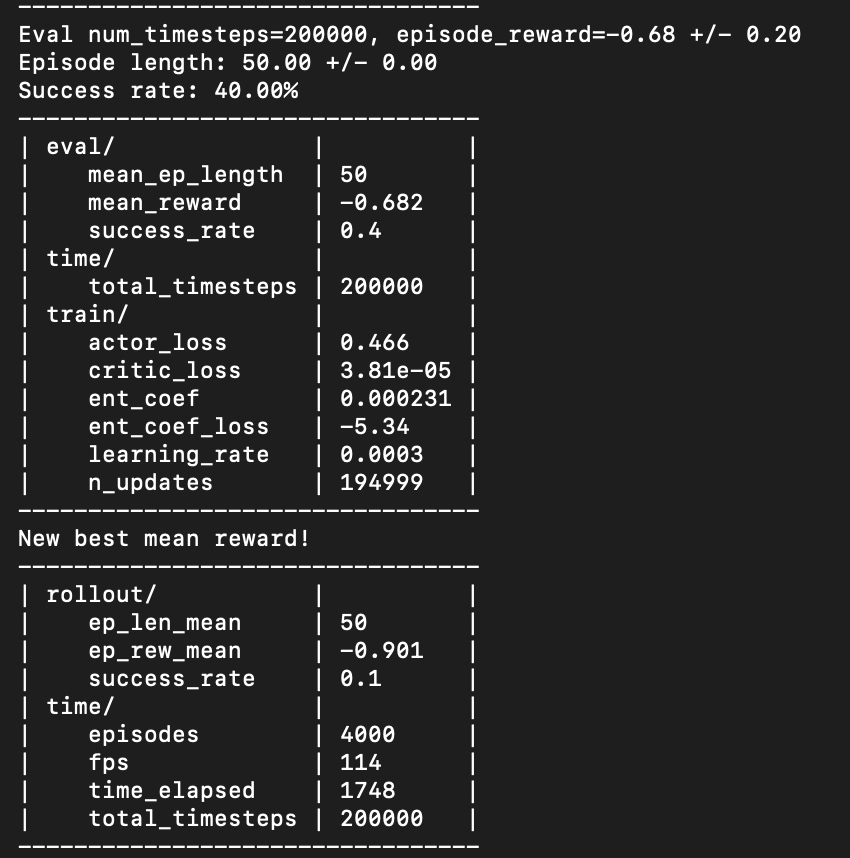 ---------------------------------
Eval num_timesteps=200000, episode_reward=-0.68 +/- 0.20
Episode length: 50.00 +/- 0.00
Success rate: 40.00%
---------------------------------
| eval/              |          |
|    mean_ep_length  | 50       |
|    mean_reward     | -0.682   |
|    success_rate    | 0.4      |
| time/              |          |
|    total_timesteps | 200000   |
| train/             |          |
|    actor_loss      | 0.466    |
|    critic_loss     | 3.81e-05 |
|    ent_coef        | 0.000231 |
|    ent_coef_loss   | -5.34    |
|    learning_rate   | 0.0003   |
|    n_updates       | 194999   |
---------------------------------
New best mean reward!
---------------------------------
| rollout/           |          |
|    ep_len_mean     | 50       |
|    ep_rew_mean     | -0.901   |
|    success_rate    | 0.1      |
| time/              |          |
|    episodes        | 4000     |
|    fps             | 114      |
|    time_elapsed    | 1748     |
|    total_timesteps | 200000   |
---------------------------------